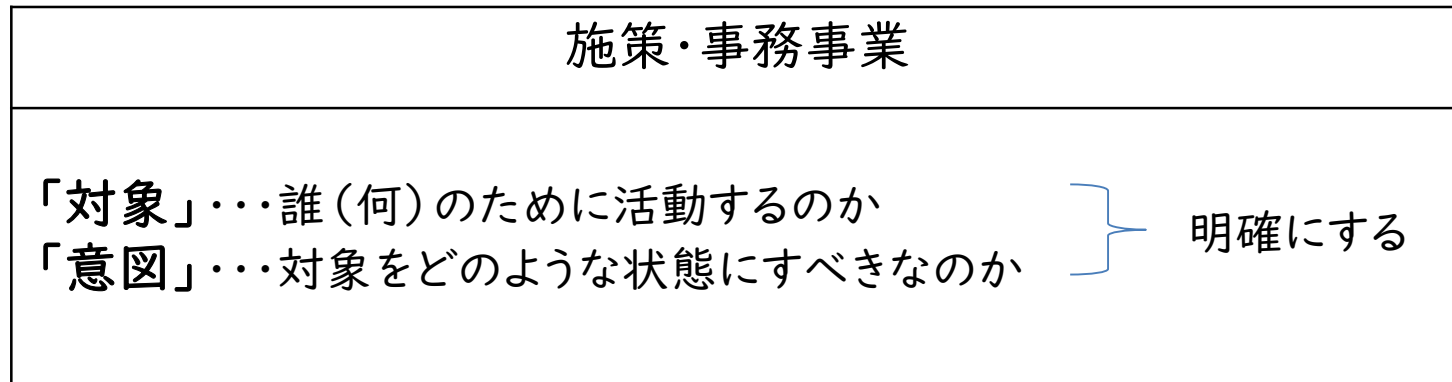 施策・事務事業
「対象」・・・誰（何）のために活動するのか
「意図」・・・対象をどのような状態にすべきなのか
明確にする